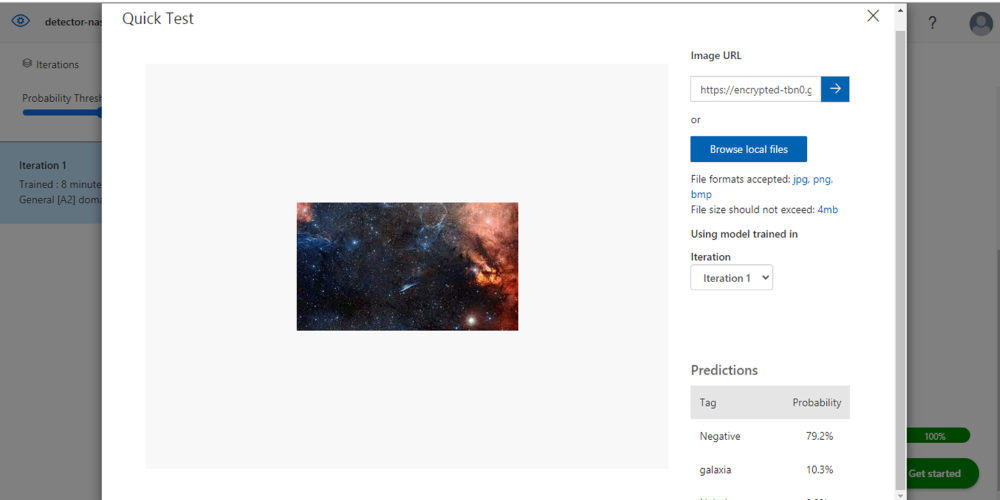 Quick Test
detector-nas
?
Iterations
Probability Thresh
Iteration 1
Trained : 8 minute
General [A2] doma
Image URL
https://encrypted-tbn0.g
or
Browse local files
File formats accepted: jpg, png,
bmp
File size should not exceed: 4mb
Using model trained in
Iteration
Iteration 1
Predictions
Tag Probability
Negative 79.2%
galaxia 10.3%
100%
Get started